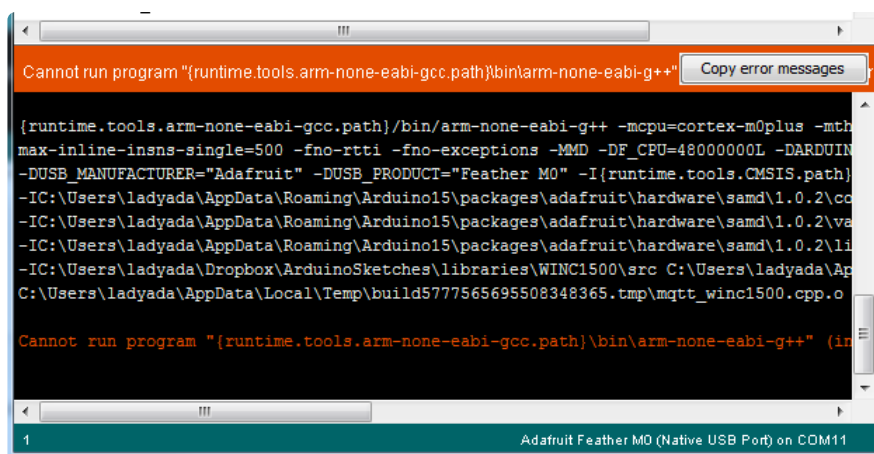 Cannot run program "{runtime.tools.arm-none-eabi-gcc.path}\bin\arm-none-eabi-g++"
Copy error messages
{runtime.tools.arm-none-eabi-gcc.path}/bin/arm-none-eabi-g++ -mcpu=cortex-m0plus -mth
max-inline-insns-single=500 -fno-rtti -fno-exceptions -MMD -DF_CPU=48000000L -DARDUIN
-DUSB_MANUFACTURER="Adafruit" -DUSB_PRODUCT="Feather M0" -I{runtime.tools.CMSIS.path}
-IC:\Users\ladyada\AppData\Roaming\Arduino15\packages\adafruit\hardware\samd\1.0.2\co
-IC:\Users\ladyada\AppData\Roaming\Arduino15\packages\adafruit\hardware\samd\1.0.2\va
-IC:\Users\ladyada\AppData\Roaming\Arduino15\packages\adafruit\hardware\samd\1.0.2\li
-IC:\Users\ladyada\Dropbox\ArduinoSketches\libraries\WINC1500\src C:\Users\ladyada\Ap
C:\Users\ladyada\AppData\Local\Temp\build5777565695508348365.tmp\mqtt_winc1500.cpp.o
Cannot run program "{runtime.tools.arm-none-eabi-gcc.path}\bin\arm-none-eabi-g++" (in
1
Adafruit Feather M0 (Native USB Port) on COM11